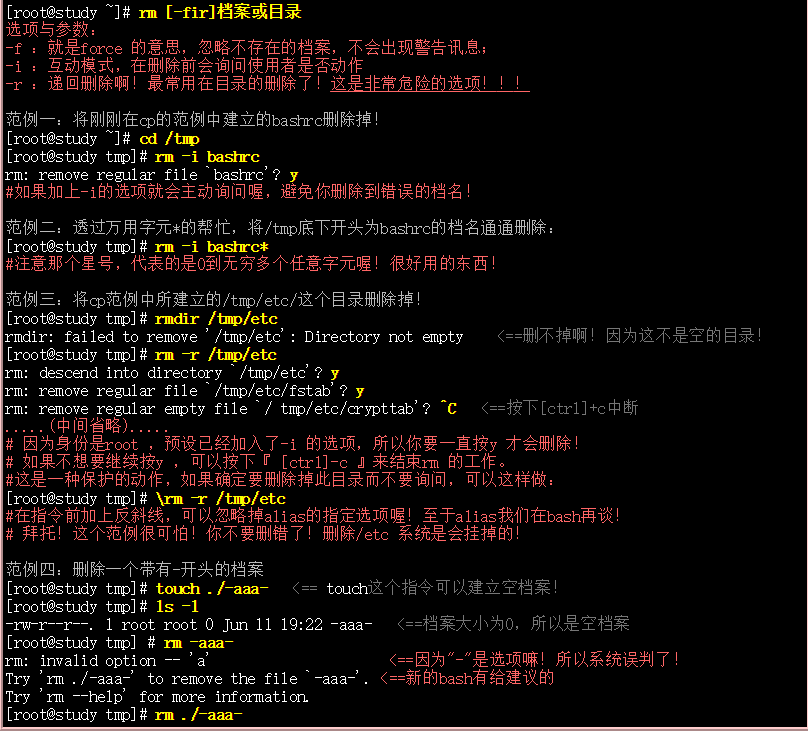 [root@study ~]# rm [-fir]档案或目录
选项与参数：
-f ：就是force 的意思，忽略不存在的档案，不会出现警告讯息；
-i ：互动模式，在删除前会询问使用者是否动作
-r ：递回删除啊！最常用在目录的删除了！这是非常危险的选项！！！
范例一：将刚刚在cp的范例中建立的bashrc删除掉！
[root@study ~]# cd /tmp
[root@study tmp]# rm -i bashrc
rm: remove regular file `bashrc'? y
#如果加上-i的选项就会主动询问喔，避免你删除到错误的档名！
范例二：透过万用字元*的帮忙，将/tmp底下开头为bashrc的档名通通删除：
[root@study tmp]# rm -i bashrc*
#注意那个星号，代表的是0到无穷多个任意字元喔！很好用的东西！
范例三：将cp范例中所建立的/tmp/etc/这个目录删除掉！
[root@study tmp]# rmdir /tmp/etc
rmdir: failed to remove '/tmp/etc': Directory not empty <==删不掉啊！因为这不是空的目录！
[root@study tmp]# rm -r /tmp/etc
rm: descend into directory `/tmp/etc'? y
rm: remove regular file `/tmp/etc/fstab'? y
rm: remove regular empty file `/ tmp/etc/crypttab'? ^C <==按下[ctrl]+c中断
.....(中间省略).....
# 因为身份是root ，预设已经加入了-i 的选项，所以你要一直按y 才会删除！
# 如果不想要继续按y ，可以按下『 [ctrl]-c 』来结束rm 的工作。
#这是一种保护的动作，如果确定要删除掉此目录而不要询问，可以这样做：
[root@study tmp]# \rm -r /tmp/etc
#在指令前加上反斜线，可以忽略掉alias的指定选项喔！至于alias我们在bash再谈！
# 拜托！这个范例很可怕！你不要删错了！删除/etc 系统是会挂掉的！
范例四：删除一个带有-开头的档案
[root@study tmp]# touch ./-aaa- <== touch这个指令可以建立空档案！
[root@study tmp]# ls -l
-rw-r--r--. 1 root root 0 Jun 11 19:22 -aaa- <==档案大小为0，所以是空档案
[root@study tmp] # rm -aaa-
rm: invalid option -- 'a' <==因为"-"是选项嘛！所以系统误判了！
Try 'rm ./-aaa-' to remove the file `-aaa-'. <==新的bash有给建议的
Try 'rm --help' for more information.
[root@study tmp]# rm ./-aaa-